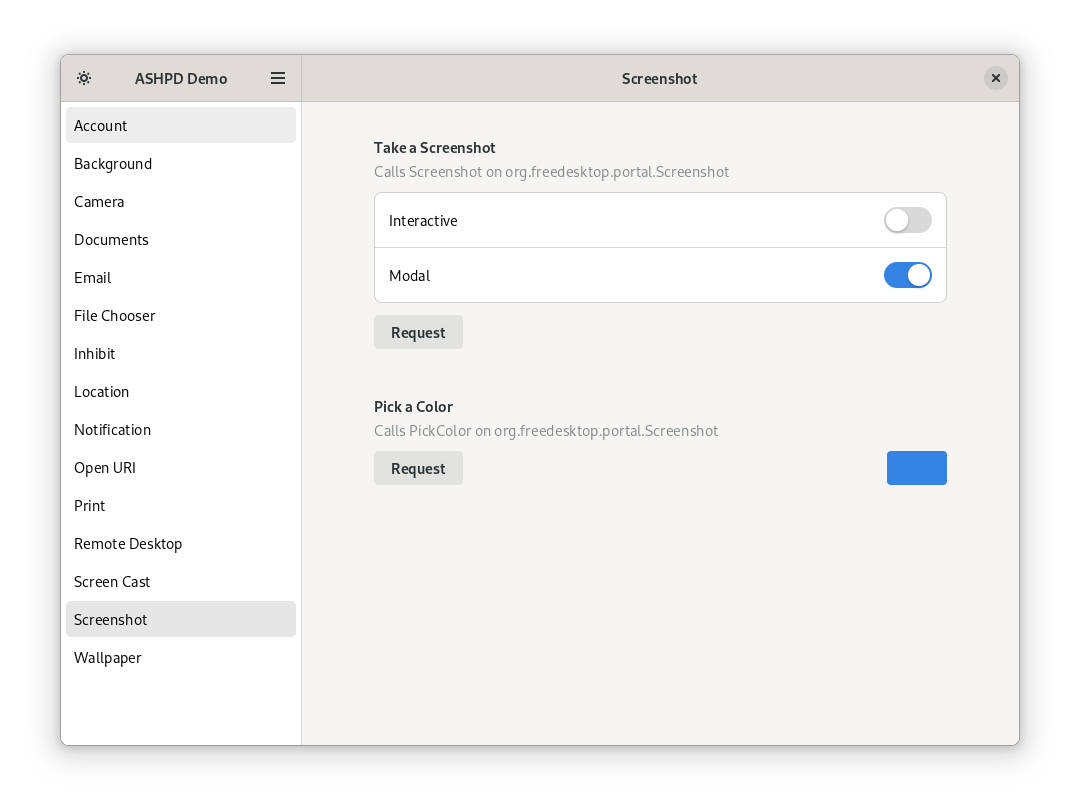 ASHPD Demo
Account
Background
Camera
Documents
Email
File Chooser
Inhibit
Location
Notification
Open URI
Print
Remote Desktop
Screen Cast
Screenshot
Wallpaper
Screenshot
Take a Screenshot
Calls Screenshot on org.freedesktop.portal.Screenshot
Interactive
Modal
Request
Pick a Color
Calls PickColor on org.freedesktop.portal.Screenshot
Request